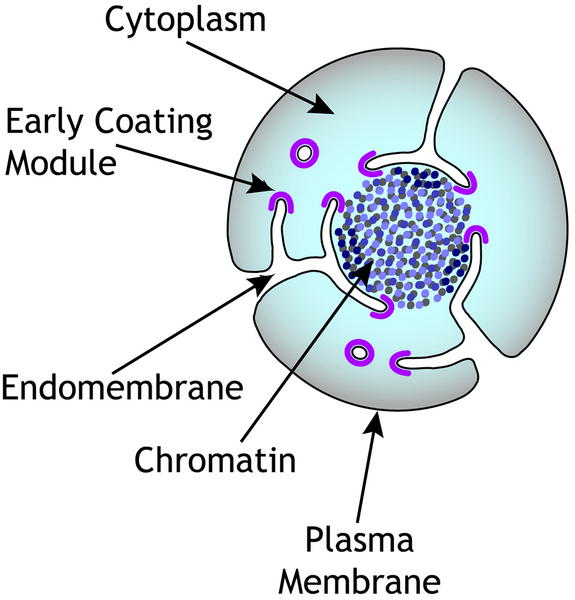 Cytoplasm
Early Coating
Module
Endomembrane
Chromatin
Plasma
Membrane